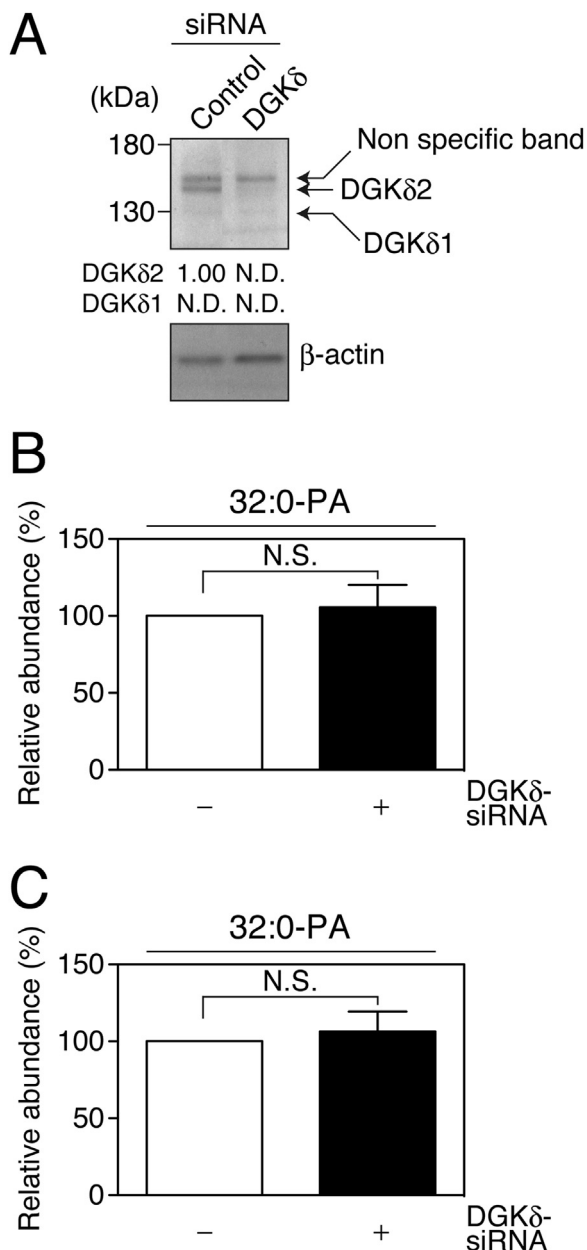 A
siRNA
(kDa)
Control
DGKδ
180
Non specific band
DGKδ2
130
DGKδ1
DGKδ2 1.00 N.D.
DGKδ1 N.D. N.D.
β-actin
B
32:0-PA
Relative abundance (%)
150
N.S.
100
50
0
− +
DGKδ-
siRNA
C
32:0-PA
Relative abundance (%)
150
N.S.
100
50
0
− +
DGKδ-
siRNA